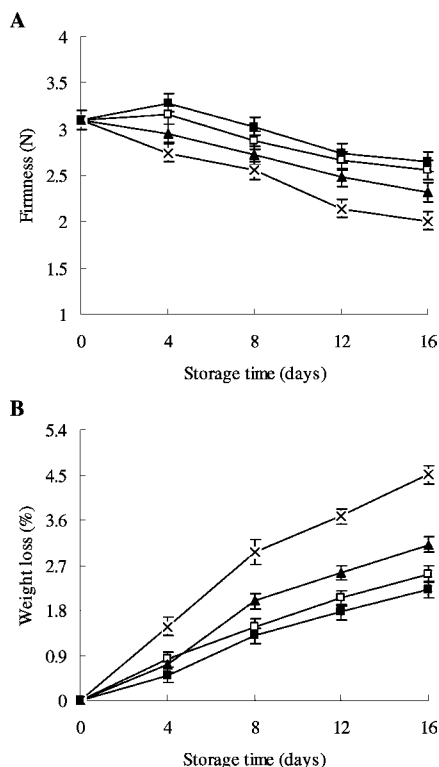 A
4
3.5
3
2.5
2
1.5
1
Firmness (N)
0 4 8 12 16
Storage time (days)
B
5.4
4.5
3.6
2.7
1.8
0.9
0
Weight loss (%)
0 4 8 12 16
Storage time (days)